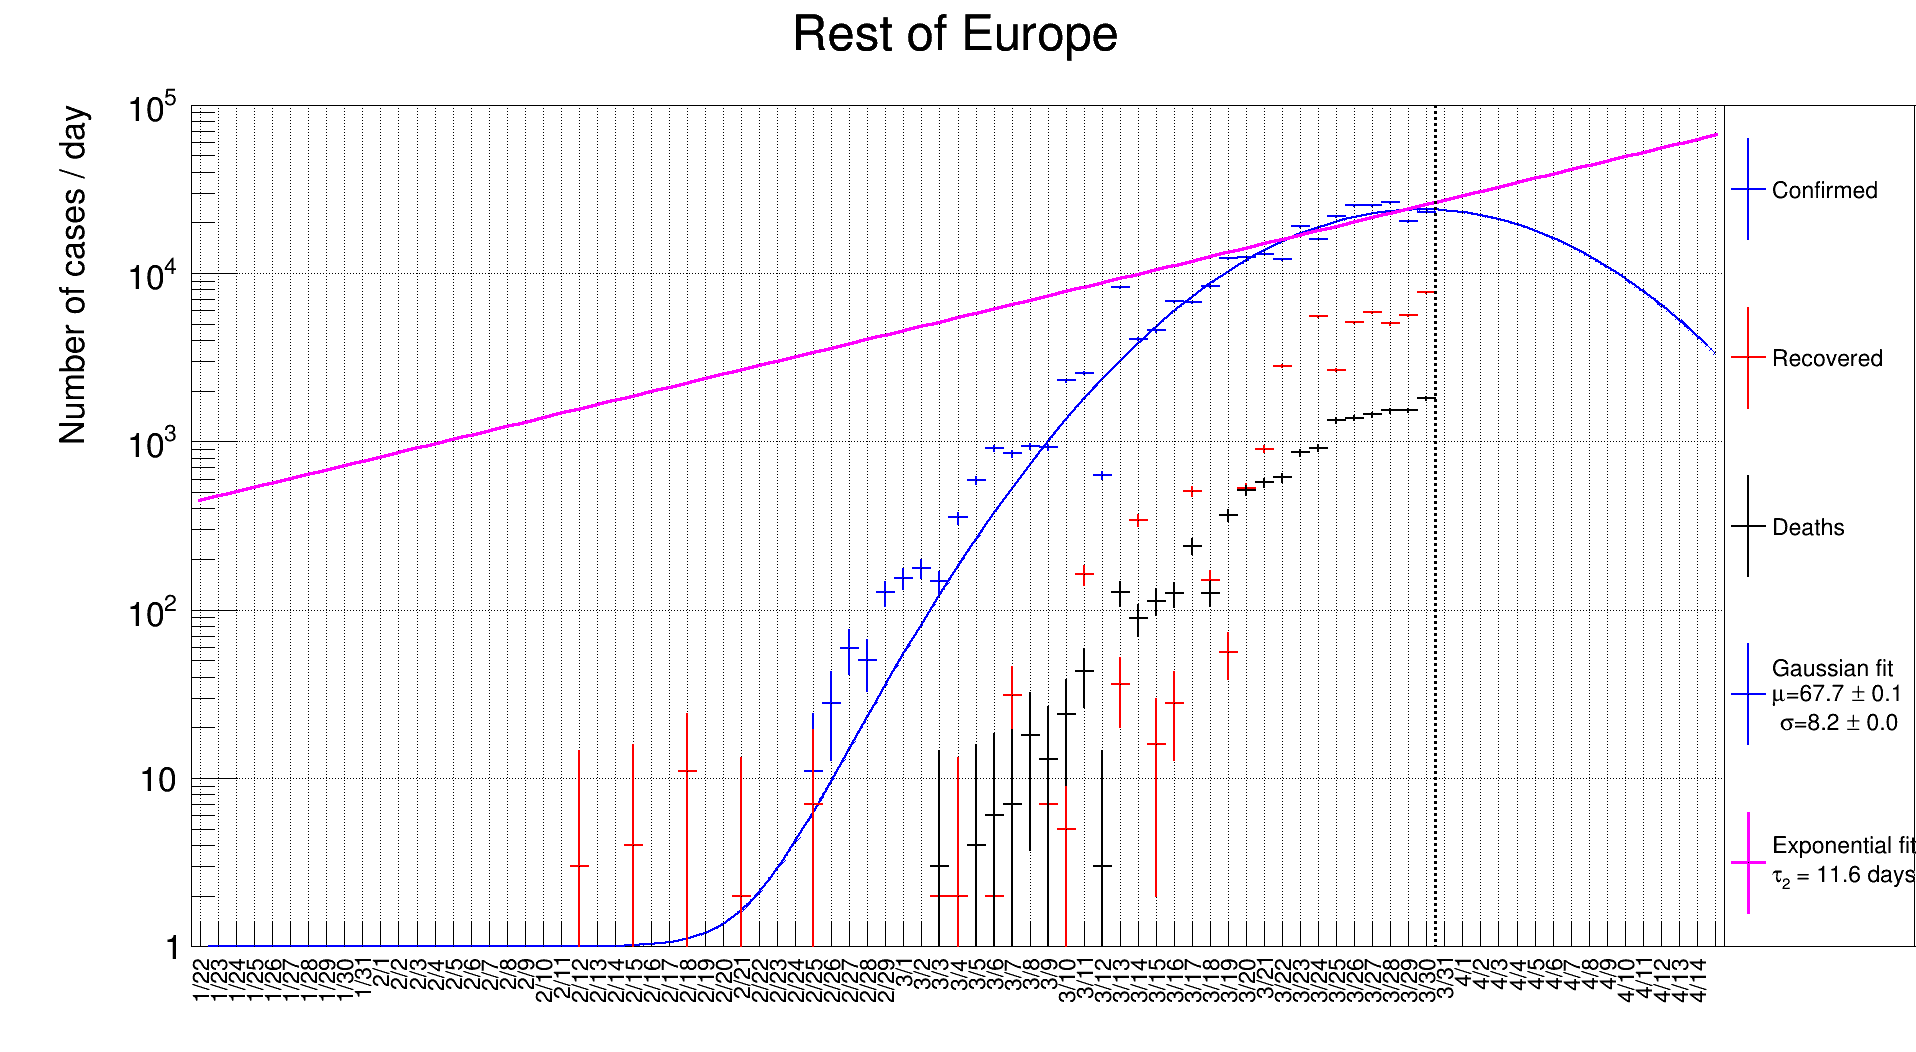 Rest of Europe
Number of cases / day
10⁵
10⁴
10³
10²
10
1
1/22 1/23 1/24 1/25 1/26 1/27 1/28 1/29 1/30 1/31 2/1 2/2 2/3 2/4 2/5 2/6 2/7 2/8 2/9 2/10 2/11 2/12 2/13 2/14 2/15 2/16 2/17 2/18 2/19 2/20 2/21 2/22 2/23 2/24 2/25 2/26 2/27 2/28 2/29 3/1 3/2 3/3 3/4 3/5 3/6 3/7 3/8 3/9 3/10 3/11 3/12 3/13 3/14 3/15 3/16 3/17 3/18 3/19 3/20 3/21 3/22 3/23 3/24 3/25 3/26 3/27 3/28 3/29 3/30 3/31 4/1 4/2 4/3 4/4 4/5 4/6 4/7 4/8 4/9 4/10 4/11 4/12 4/13 4/14
Confirmed
Recovered
Deaths
Gaussian fit
μ=67.7 ± 0.1
σ=8.2 ± 0.0
Exponential fit
τ₂ = 11.6 days